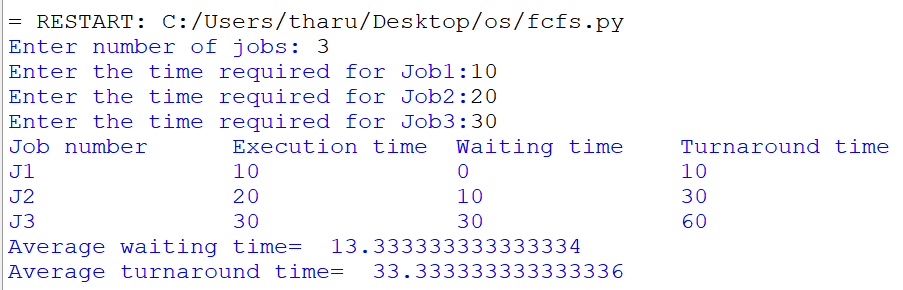 = RESTART: C:/Users/tharu/Desktop/os/fcfs.py
Enter number of jobs: 3
Enter the time required for Job1:10
Enter the time required for Job2:20
Enter the time required for Job3:30
Job number Execution time Waiting time Turnaround time
J1 10 0 10
J2 20 10 30
J3 30 30 60
Average waiting time= 13.333333333333334
Average turnaround time= 33.333333333333336